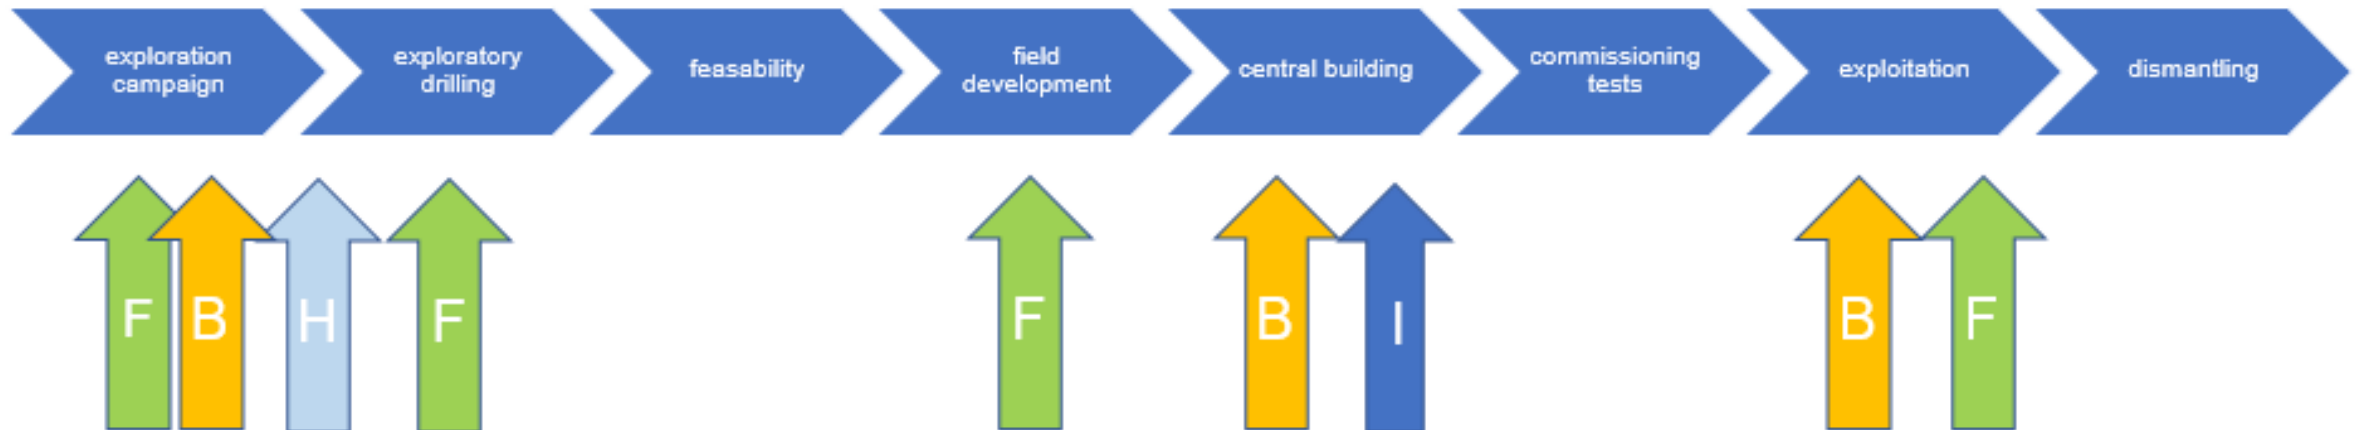 exploration
campaign
exploratory
drilling
feasability
field
development
central building
commissioning
tests
exploitation
dismantling
F
B
H
F
F
B
I
B
F